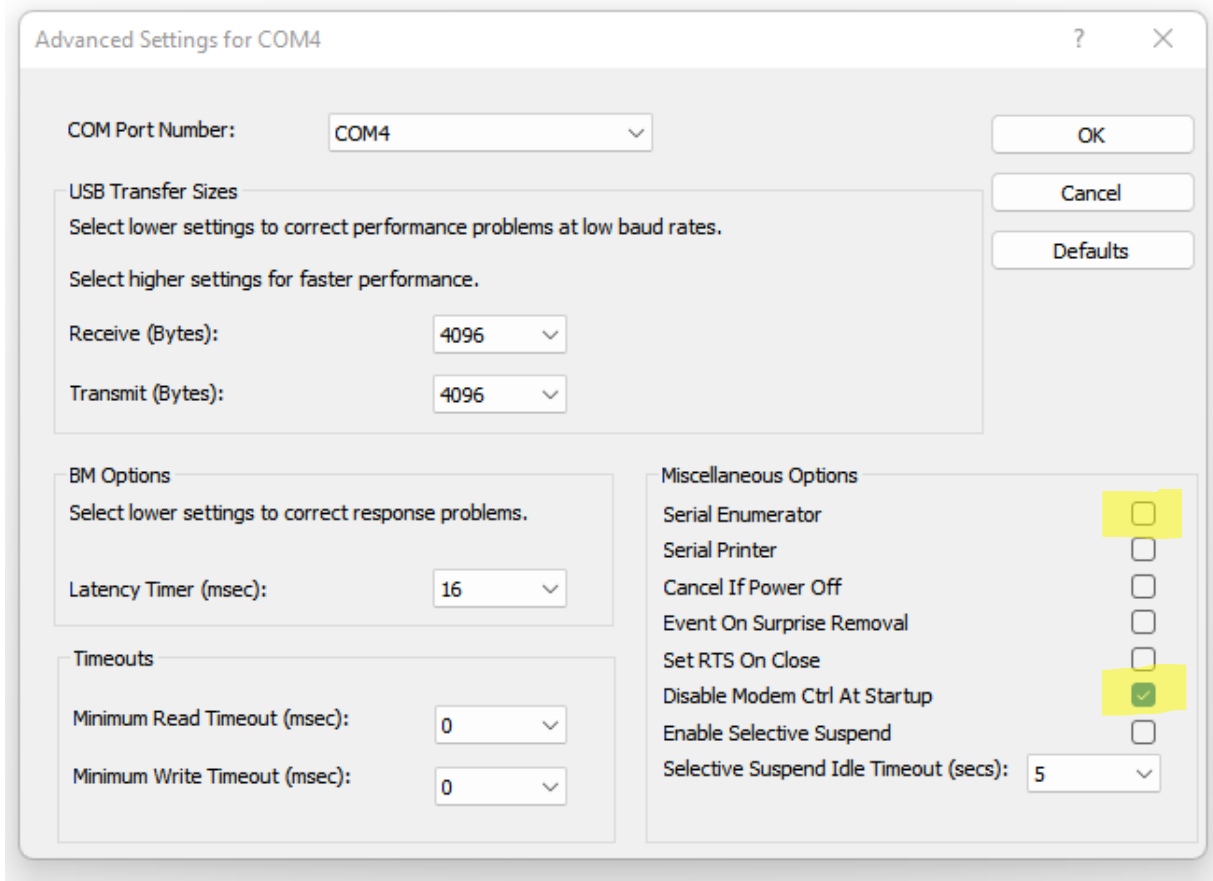 Advanced Settings for COM4
?
COM Port Number:
COM4
OK
Cancel
Defaults
USB Transfer Sizes
Select lower settings to correct performance problems at low baud rates.
Select higher settings for faster performance.
Receive (Bytes):
4096
Transmit (Bytes):
4096
BM Options
Select lower settings to correct response problems.
Latency Timer (msec):
16
Timeouts
Minimum Read Timeout (msec):
0
Minimum Write Timeout (msec):
0
Miscellaneous Options
Serial Enumerator
Serial Printer
Cancel If Power Off
Event On Surprise Removal
Set RTS On Close
Disable Modem Ctrl At Startup
Enable Selective Suspend
Selective Suspend Idle Timeout (secs):
5